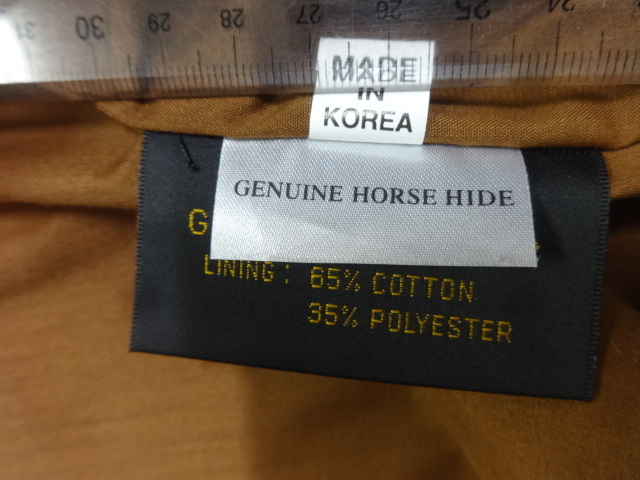 31 30 29 28 27 26 25 24
MADE
IN
KOREA
GENUINE HORSE HIDE
G
LINING : 65% COTTON
35% POLYESTER